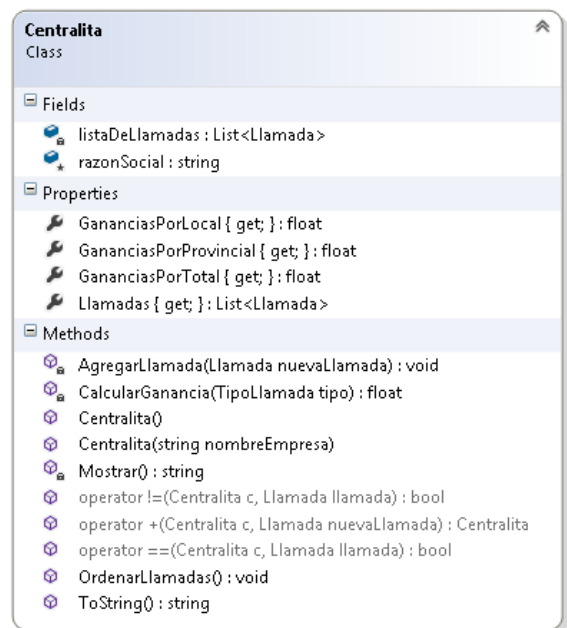 Centralita
Class
Fields
listaDeLlamadas : List<Llamada>
razonSocial : string
Properties
GananciasPorLocal { get; } : float
GananciasPorProvincial { get; } : float
GananciasPorTotal { get; } : float
Llamadas { get; } : List<Llamada>
Methods
AgregarLlamada(Llamada nuevaLlamada) : void
CalcularGanancia(TipoLlamada tipo) : float
Centralita()
Centralita(string nombreEmpresa)
Mostrar() : string
operator !=(Centralita c, Llamada llamada) : bool
operator +(Centralita c, Llamada nuevaLlamada) : Centralita
operator ==(Centralita c, Llamada llamada) : bool
OrdenarLlamadas() : void
ToString() : string